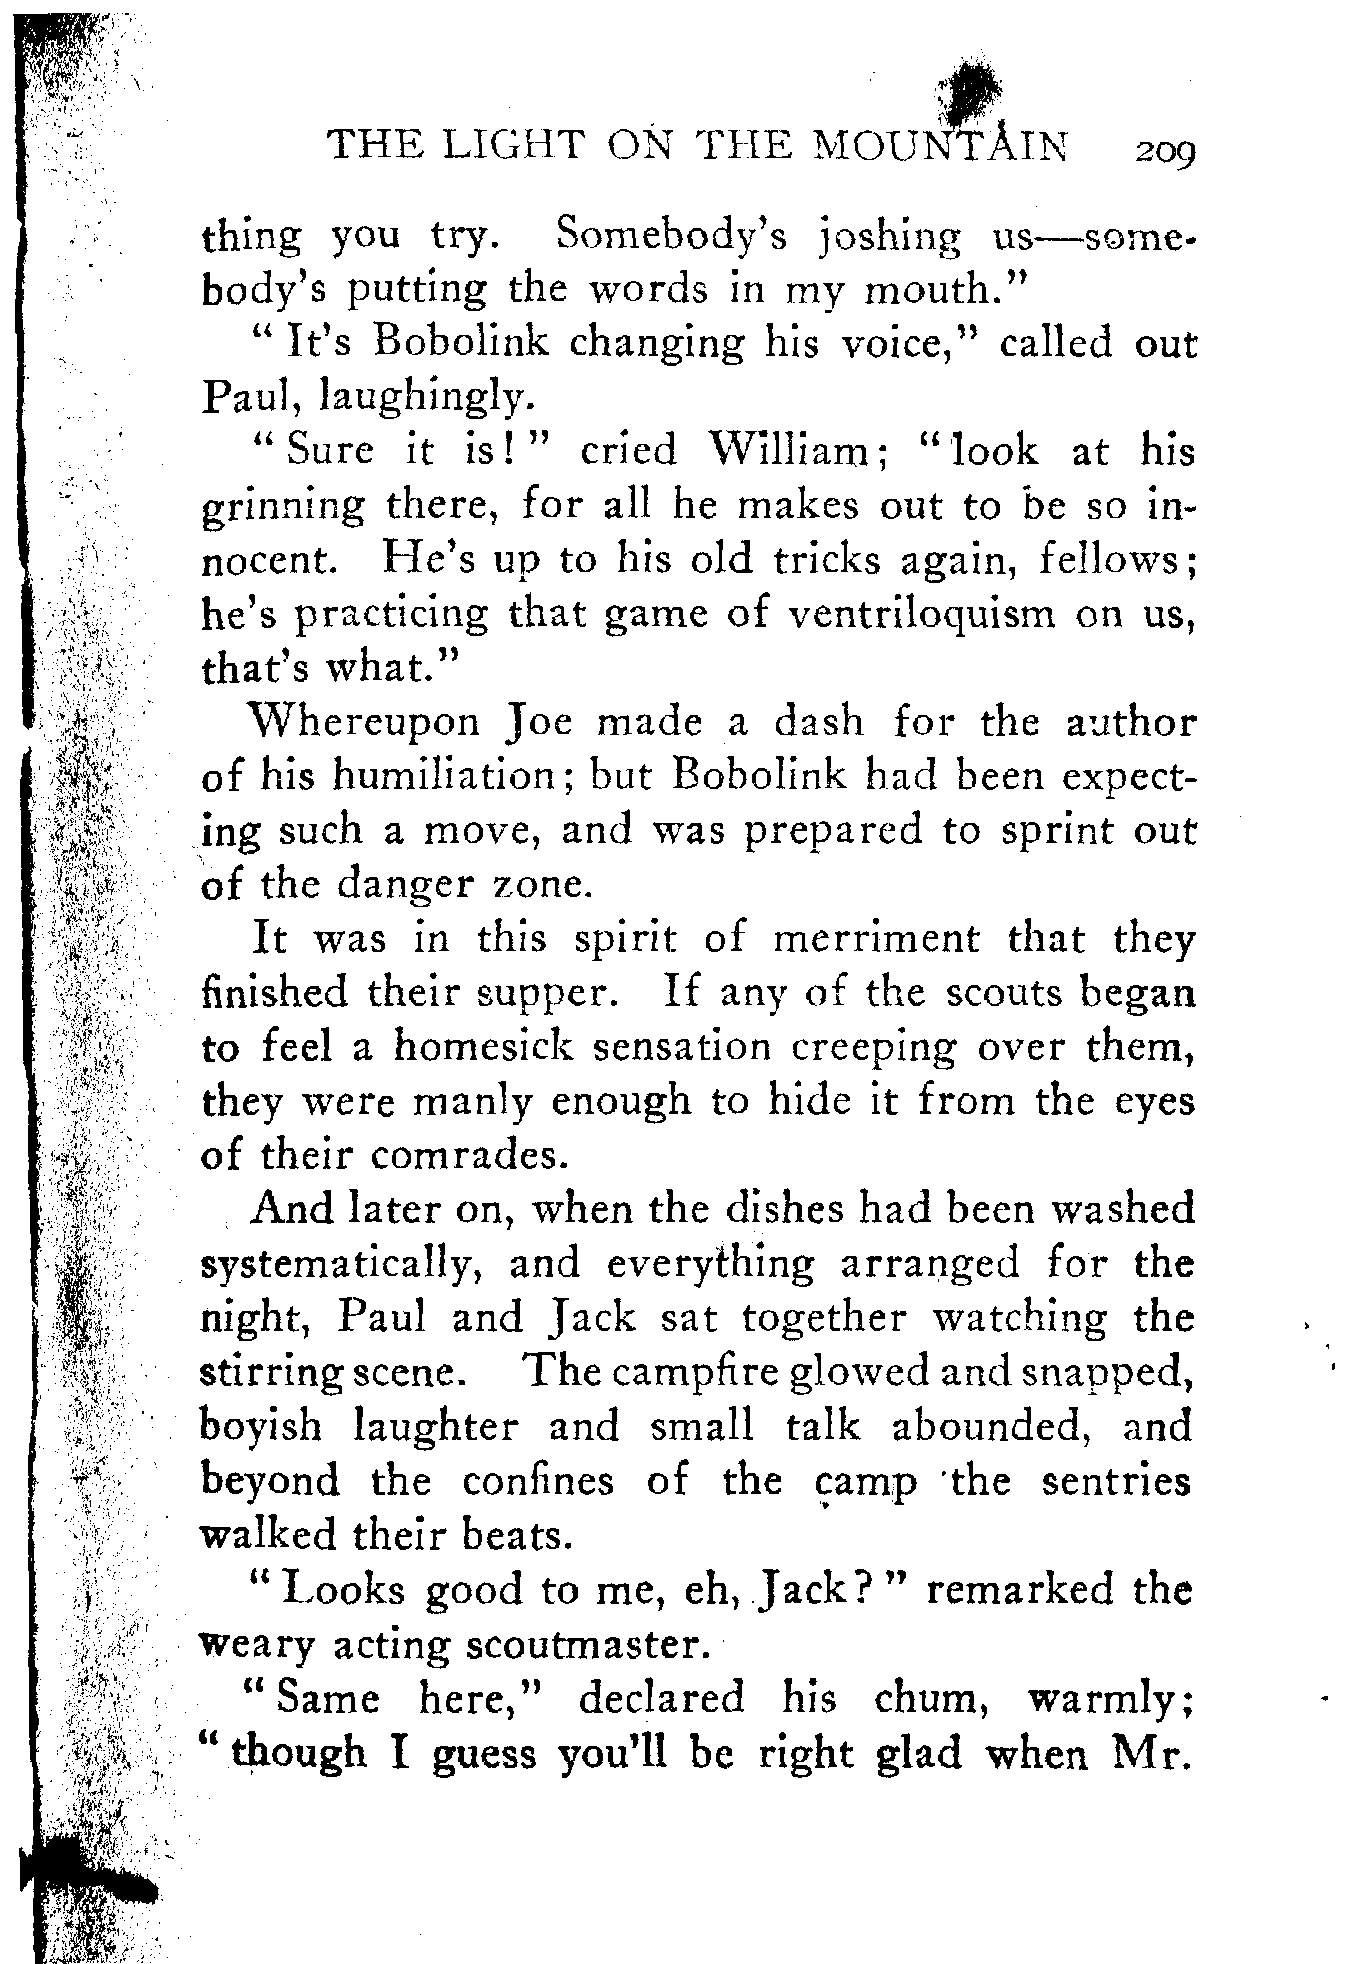 THE LIGHT ON THE MOUNTAIN 209
thing you try. Somebody's joshing us—some-
body's putting the words in my mouth."
" It's Bobolink changing his voice," called out
Paul, laughingly.
" Sure it is! " cried William; " look at his
grinning there, for all he makes out to be so in-
nocent. He's up to his old tricks again, fellows;
he's practicing that game of ventriloquism on us,
that's what."
Whereupon Joe made a dash for the author
of his humiliation; but Bobolink had been expect-
ing such a move, and was prepared to sprint out
of the danger zone.
It was in this spirit of merriment that they
finished their supper. If any of the scouts began
to feel a homesick sensation creeping over them,
they were manly enough to hide it from the eyes
of their comrades.
And later on, when the dishes had been washed
systematically, and everything arranged for the
night, Paul and Jack sat together watching the
stirring scene. The campfire glowed and snapped,
boyish laughter and small talk abounded, and
beyond the confines of the camp the sentries
walked their beats.
" Looks good to me, eh, Jack? " remarked the
weary acting scoutmaster.
" Same here," declared his chum, warmly;
" though I guess you'll be right glad when Mr.